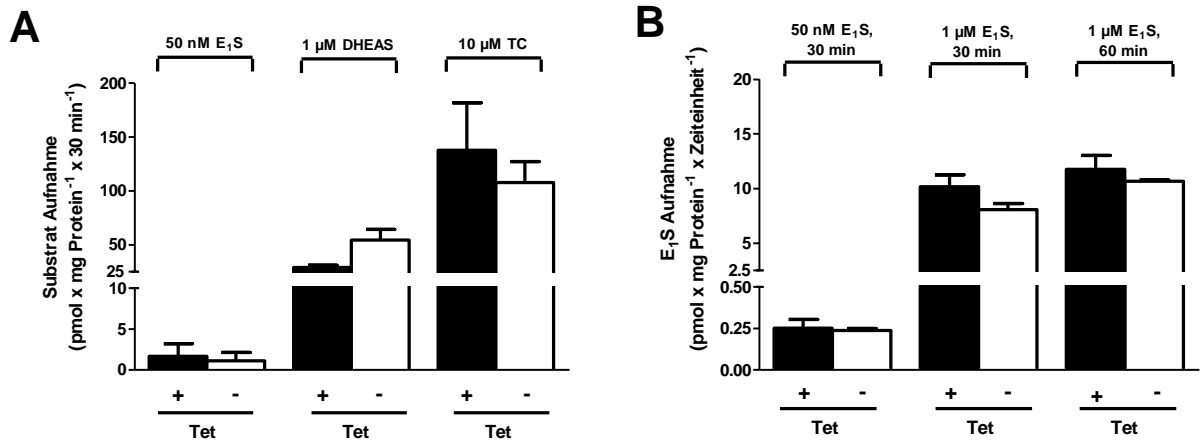 A
50 nM E₁S
1 µM DHEAS
10 µM TC
Substrat Aufnahme
(pmol x mg Protein⁻¹ x 30 min⁻¹)
200
150
100
50
25
10
5
0
+ - + - + -
Tet Tet Tet
B
50 nM E₁S,
30 min
1 µM E₁S,
30 min
1 µM E₁S,
60 min
E₁S Aufnahme
(pmol x mg Protein⁻¹ x Zeiteinheit⁻¹)
20
15
10
5
2.5
0.50
0.25
0.00
+ - + - + -
Tet Tet Tet